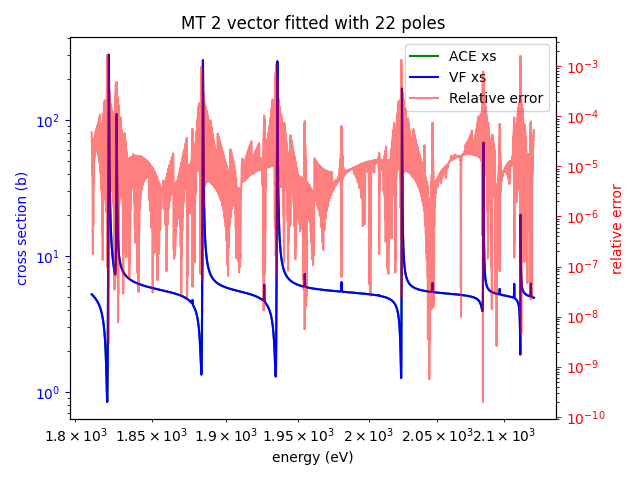 MT 2 vector fitted with 22 poles
ACE xs
VF xs
Relative error
cross section (b)
10²
10¹
10⁰
relative error
10⁻³
10⁻⁴
10⁻⁵
10⁻⁶
10⁻⁷
10⁻⁸
10⁻⁹
10⁻¹⁰
1.8 × 10³ 1.85 × 10³ 1.9 × 10³ 1.95 × 10³ 2 × 10³ 2.05 × 10³ 2.1 × 10³
energy (eV)